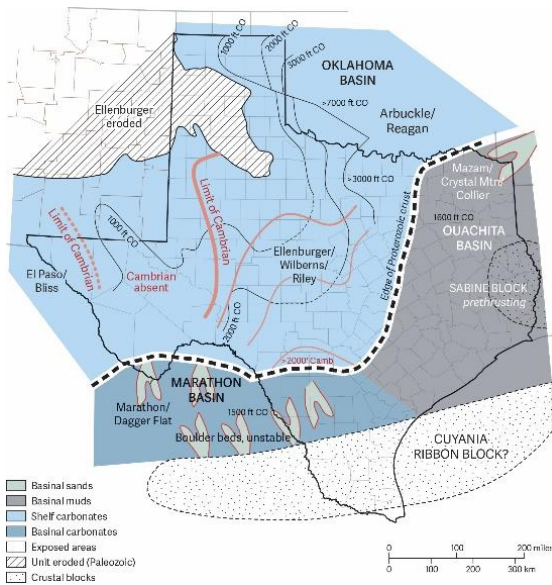 1000 ft CO
2000 ft CO
3000 ft CO
OKLAHOMA
BASIN
>7000 ft CO
Arbuckle/
Reagan
Ellenburger
eroded
Mazam/
Crystal Mtn
Collier
>3000 ft CO
1600 ft CO
OUACHITA
BASIN
Limit of Cambrian
1000 ft CO
Limit of Cambrian
Edge of Proterozoic crust
Ellenburger/
Wilberns/
Riley
El Paso/
Bliss
Cambrian
absent
SABINE BLOCK
prethrusting
2000 ft CO
>2000' Camb
MARATHON
BASIN
Marathon/
Dagger Flat
1500 ft CO
Boulder beds, unstable
CUYANIA
RIBBON BLOCK?
Basinal sands
Basinal muds
Shelf carbonates
Basinal carbonates
Exposed areas
Unit eroded (Paleozoic)
Crustal blocks
0 100 200 miles
0 100 200 300 km